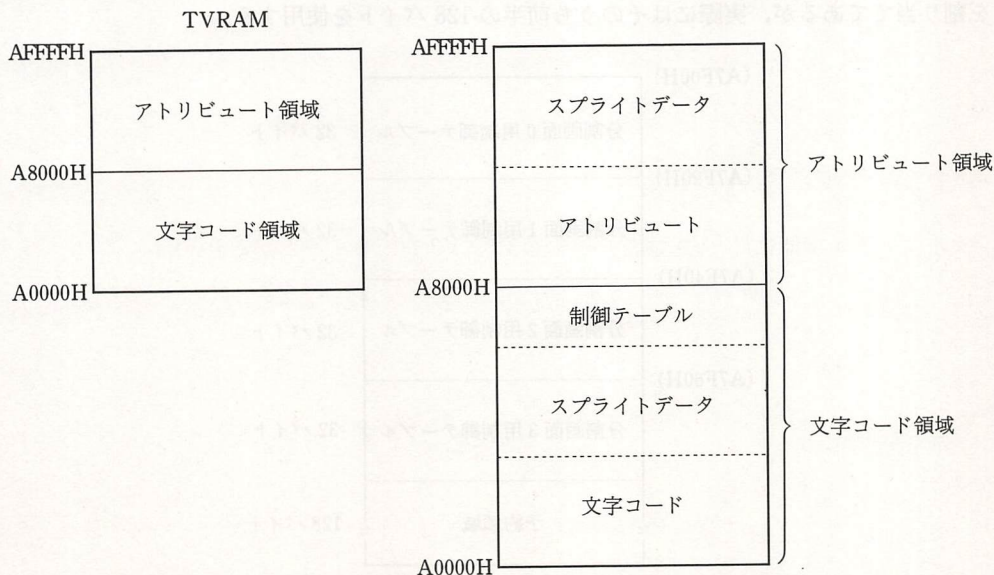 TVRAM
AFFFFH
アトリビュート領域
A8000H
文字コード領域
A0000H
AFFFFH
スプライトデータ
アトリビュート
アトリビュート領域
A8000H
制御テーブル
スプライトデータ
文字コード領域
文字コード
A0000H